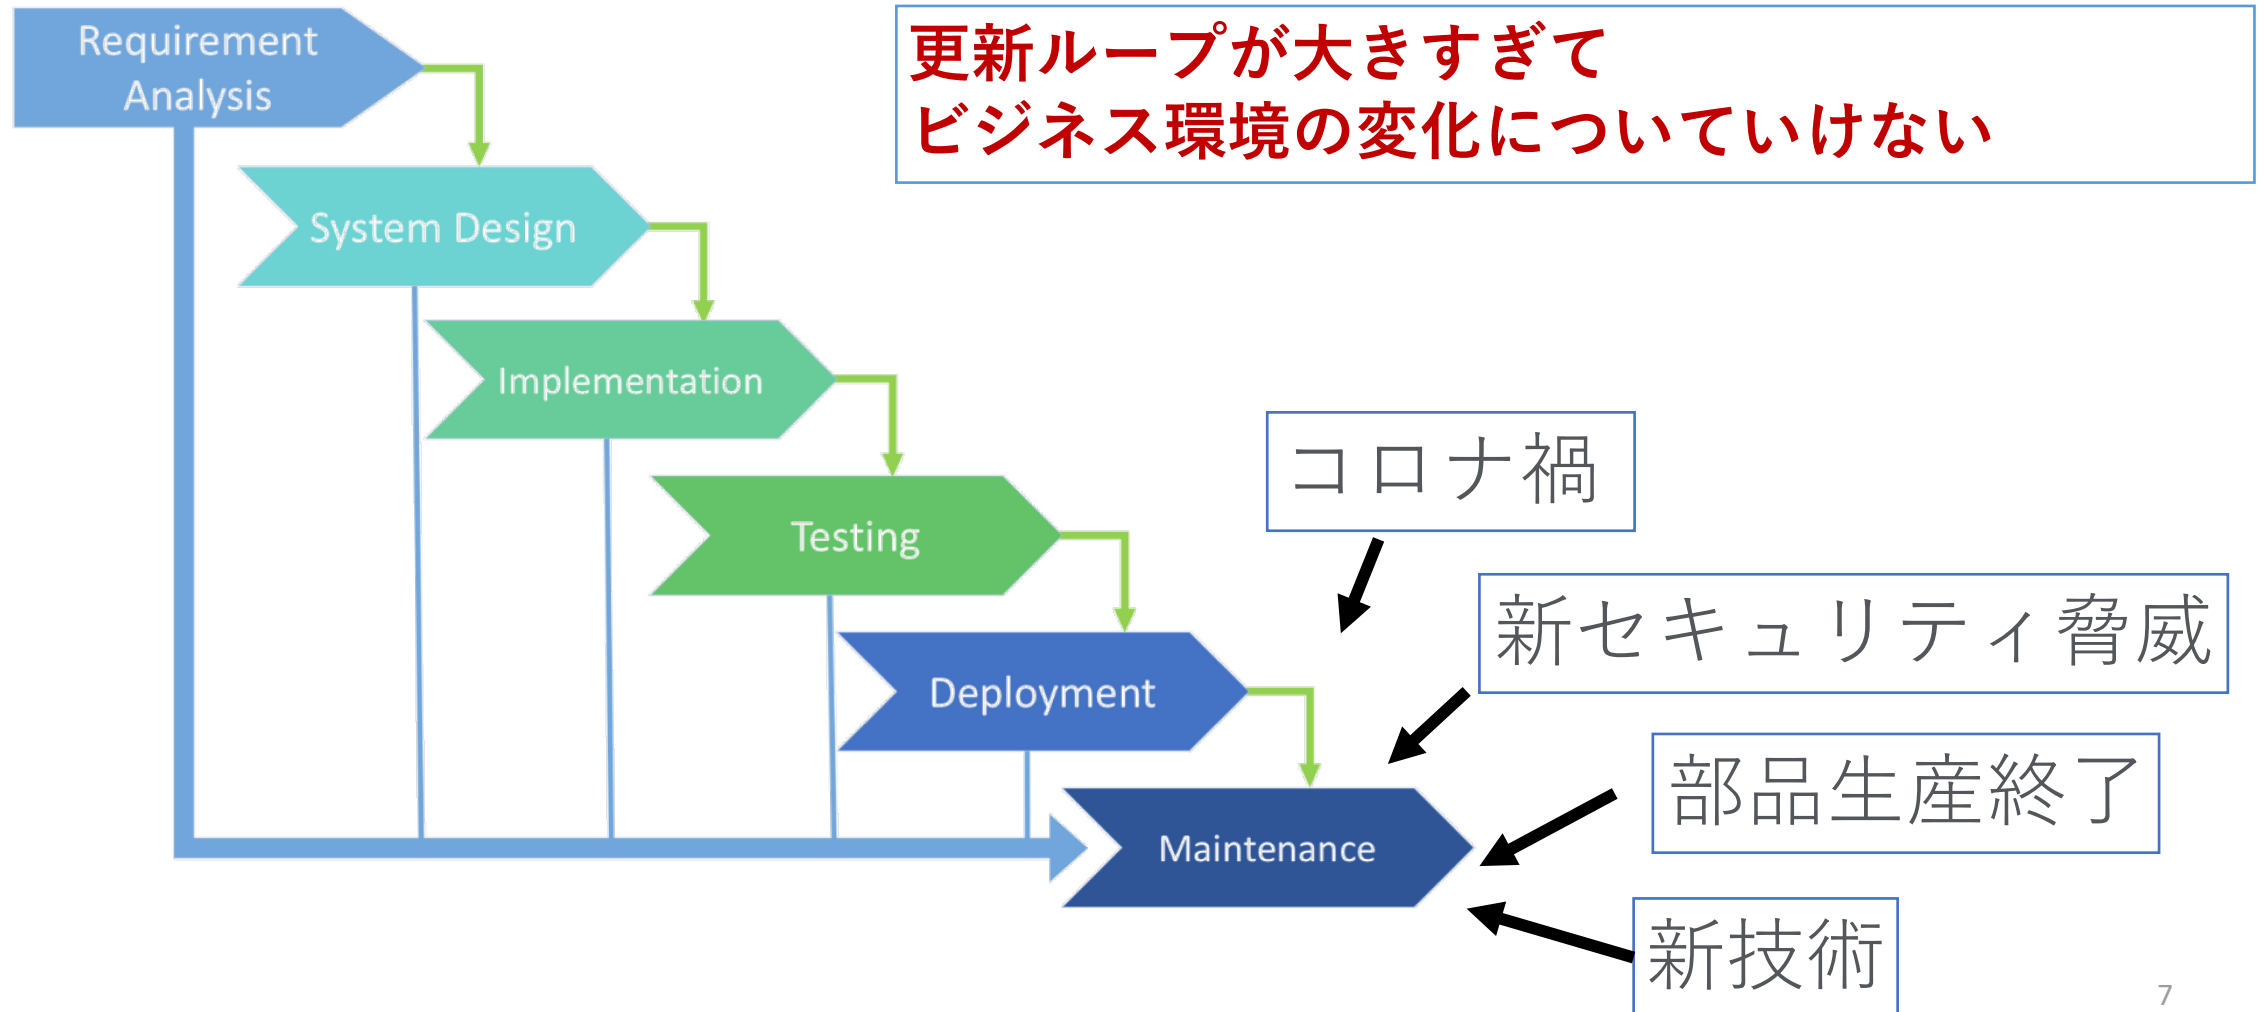 Requirement
Analysis
更新ループが大きすぎて
ビジネス環境の変化についていけない
System Design
Implementation
Testing
Deployment
Maintenance
コロナ禍
新セキュリティ脅威
部品生産終了
新技術
7